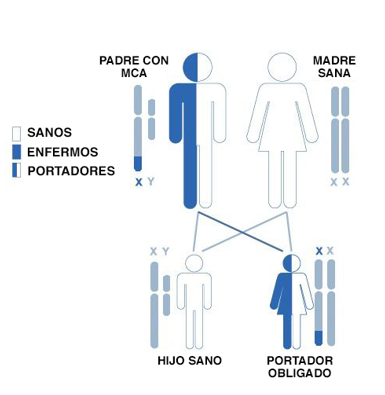 PADRE CON
MCA
MADRE
SANA
SANOS
ENFERMOS
PORTADORES
X Y
X X
X Y
X X
HIJO SANO
PORTADOR
OBLIGADO